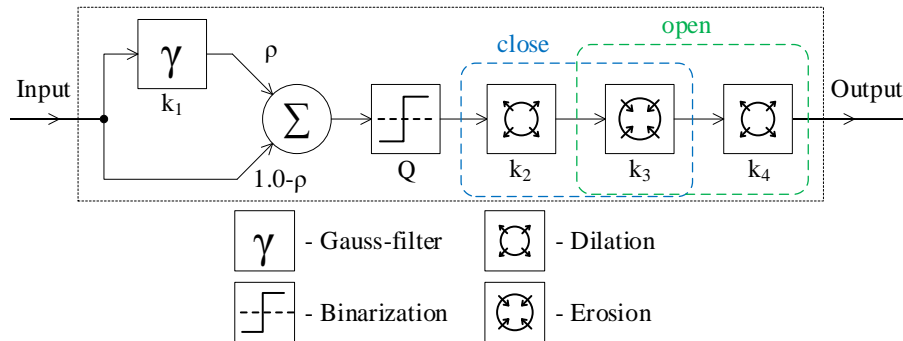 open
close
Input
γ
ρ
k₁
Σ
1.0-ρ
Q
k₂
k₃
k₄
Output
γ - Gauss-filter
- Dilation
- Binarization
- Erosion